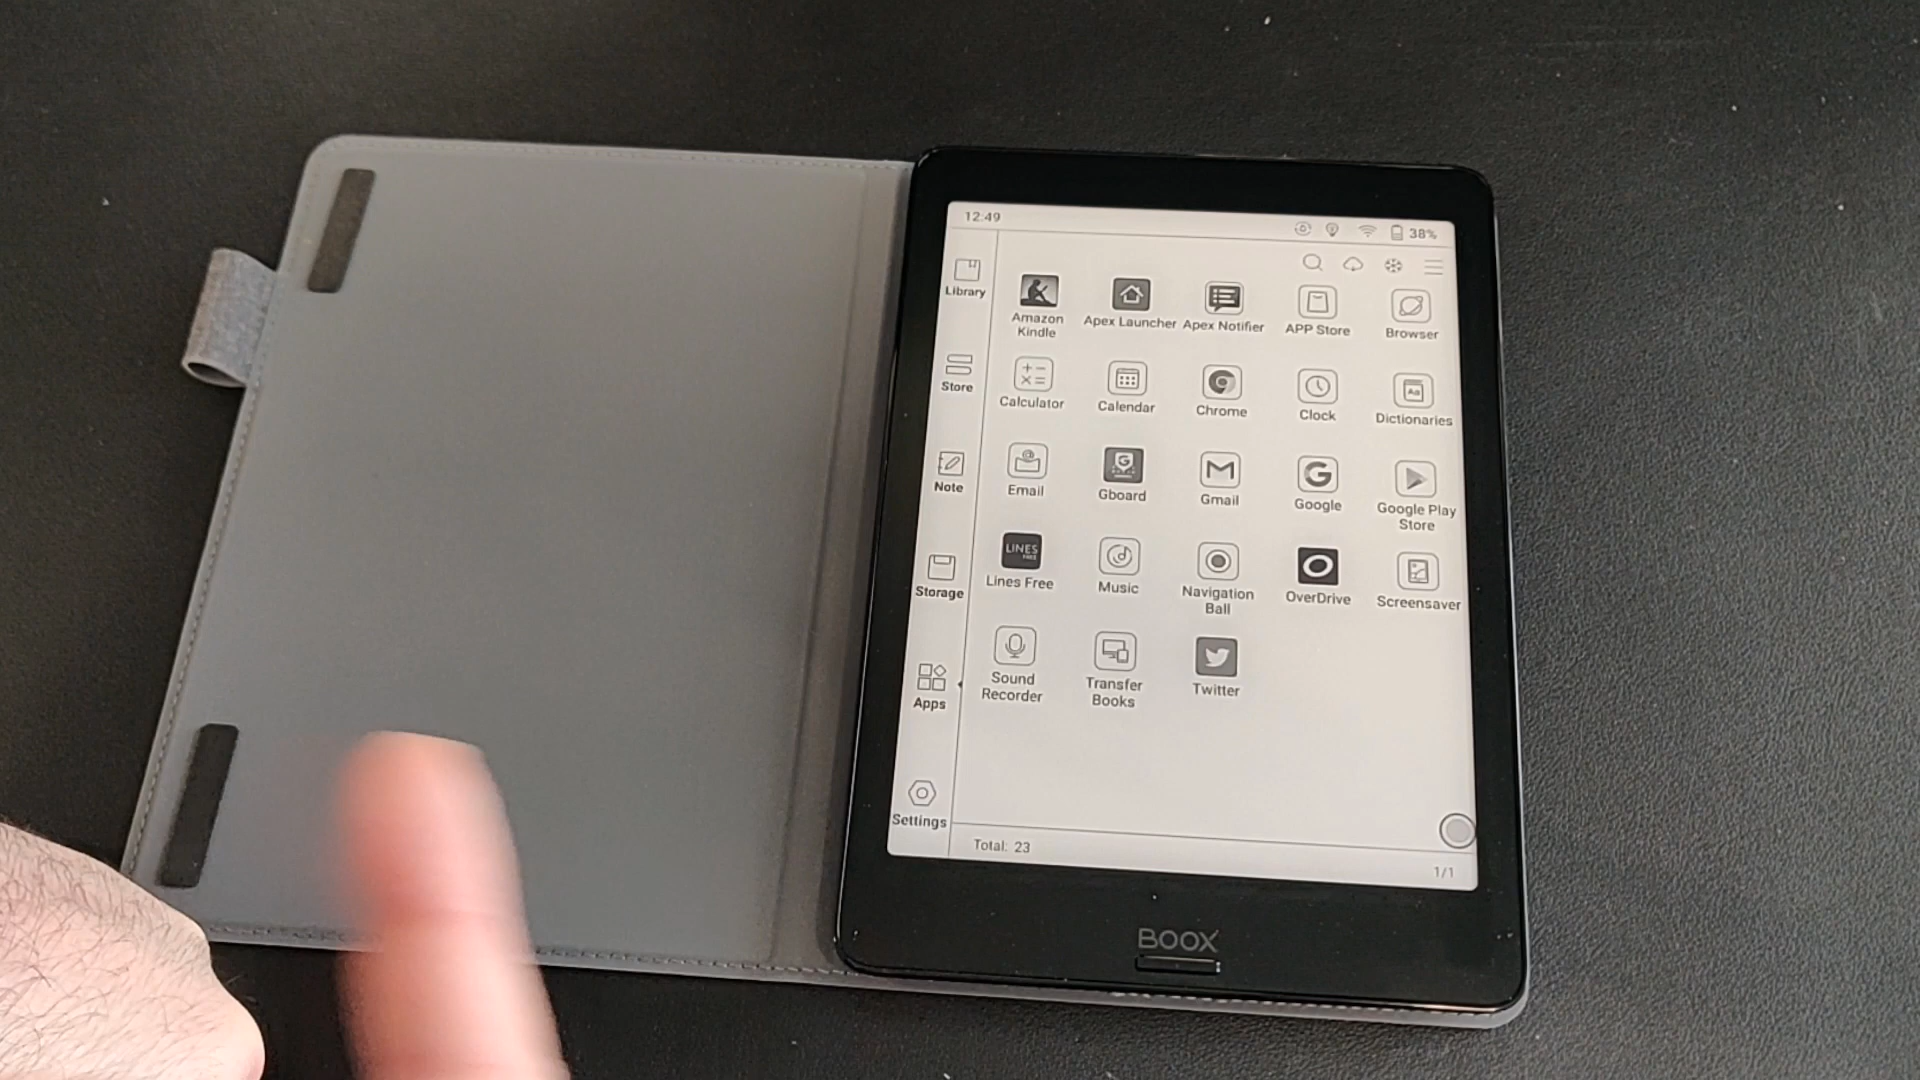 12:49
38%
Library
Store
Note
Storage
Apps
Settings
Amazon
Kindle
Apex Launcher
Apex Notifier
APP Store
Browser
Calculator
Calendar
Chrome
Clock
Dictionaries
Email
Gboard
Gmail
Google
Google Play
Store
LINES
FREE
Lines Free
Music
Navigation
Ball
OverDrive
Screensaver
Sound
Recorder
Transfer
Books
Twitter
Total: 23
1/1
BOOX